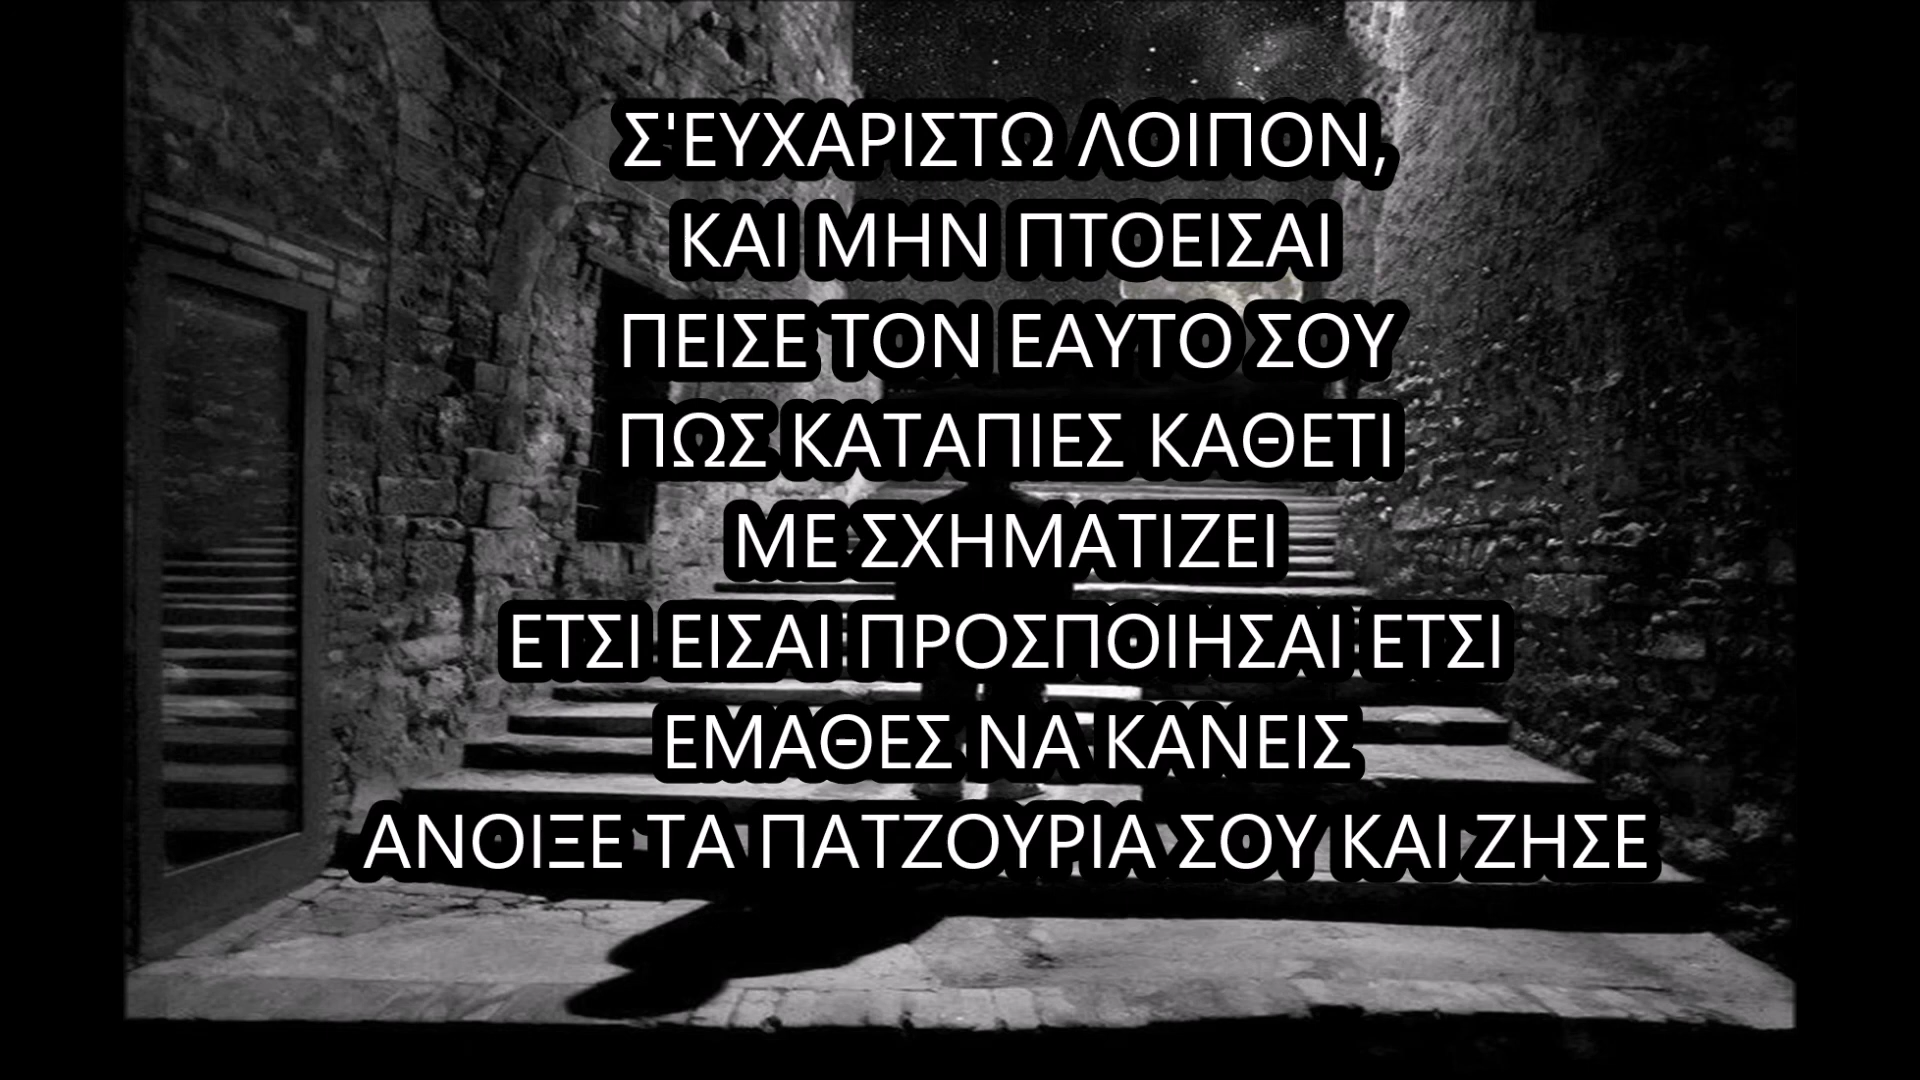 Σ'ΕΥΧΑΡΙΣΤΩ ΛΟΙΠΟΝ,
ΚΑΙ ΜΗΝ ΠΤΟΕΙΣΑΙ
ΠΕΙΣΕ ΤΟΝ ΕΑΥΤΟ ΣΟΥ
ΠΩΣ ΚΑΤΑΠΙΕΣ ΚΑΘΕΤΙ
ΜΕ ΣΧΗΜΑΤΙΖΕΙ
ΕΤΣΙ ΕΙΣΑΙ ΠΡΟΣΠΟΙΗΣΑΙ ΕΤΣΙ
ΕΜΑΘΕΣ ΝΑ ΚΑΝΕΙΣ
ΑΝΟΙΞΕ ΤΑ ΠΑΤΖΟΥΡΙΑ ΣΟΥ ΚΑΙ ΖΗΣΕ